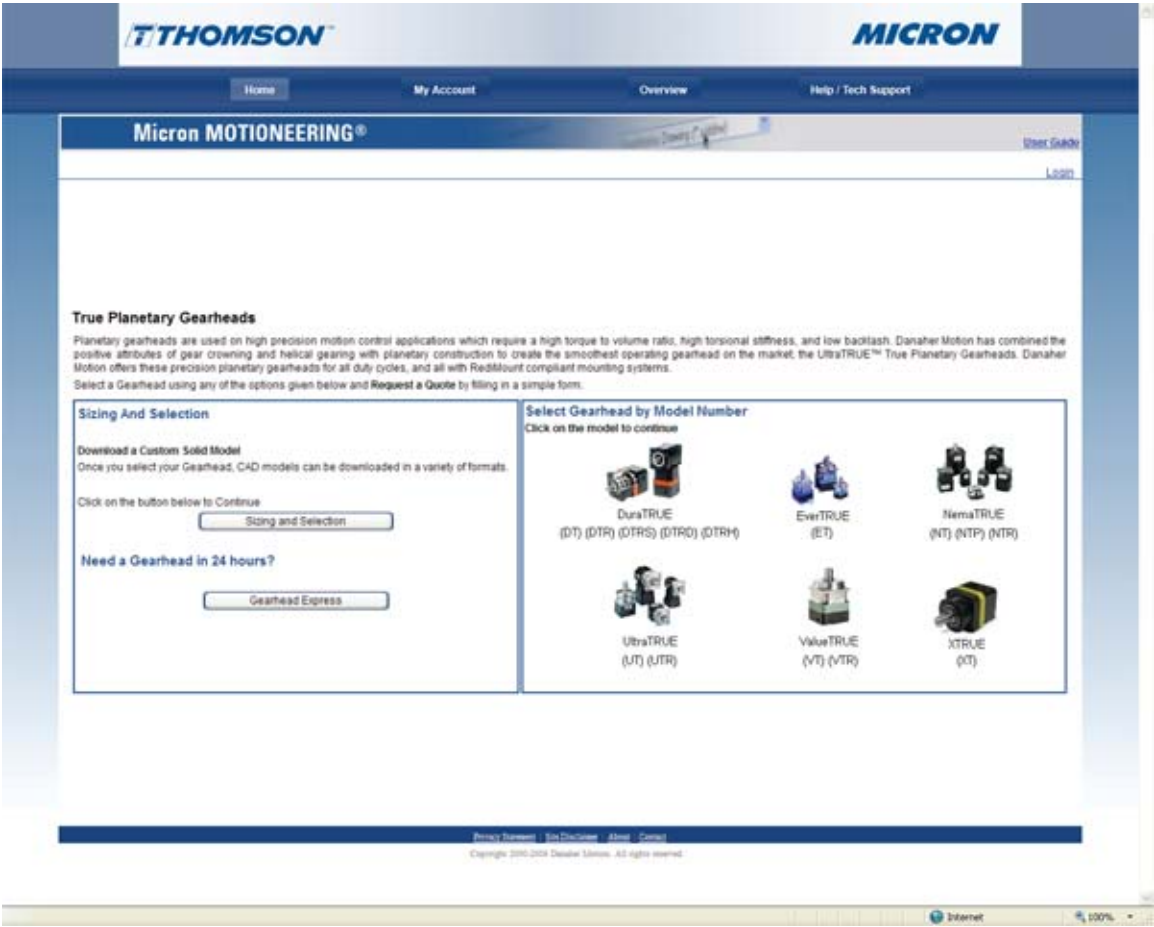 THOMSON™
MICRON
Home My Account Overview Help / Tech Support
Micron MOTIONEERING®
User Guide
Login
True Planetary Gearheads
Planetary gearheads are used on high precision motion control applications which require a high torque to volume ratio, high torsional stiffness, and low backlash. Danaher Motion has combined the
positive attributes of gear crowning and helical gearing with planetary construction to create the smoothest operating gearhead on the market; the UltraTRUE™ True Planetary Gearheads. Danaher
Motion offers these precision planetary gearheads for all duty cycles, and all with RediMount compliant mounting systems.
Select a Gearhead using any of the options given below and Request a Quote by filling in a simple form.
Sizing And Selection
Download a Custom Solid Model
Once you select your Gearhead, CAD models can be downloaded in a variety of formats.
Click on the button below to Continue
Sizing and Selection
Need a Gearhead in 24 hours?
Gearhead Express
Select Gearhead by Model Number
Click on the model to continue
DuraTRUE EverTRUE NemaTRUE
(DT) (DTR) (DTRS) (DTRD) (DTRH) (ET) (NT) (NTP) (NTR)
UltraTRUE ValueTRUE XTRUE
(UT) (UTR) (VT) (VTR) (XT)
Privacy Statement | Site Disclaimer | About | Contact
Copyright 2000-2008 Danaher Motion. All rights reserved.
Internet 100%